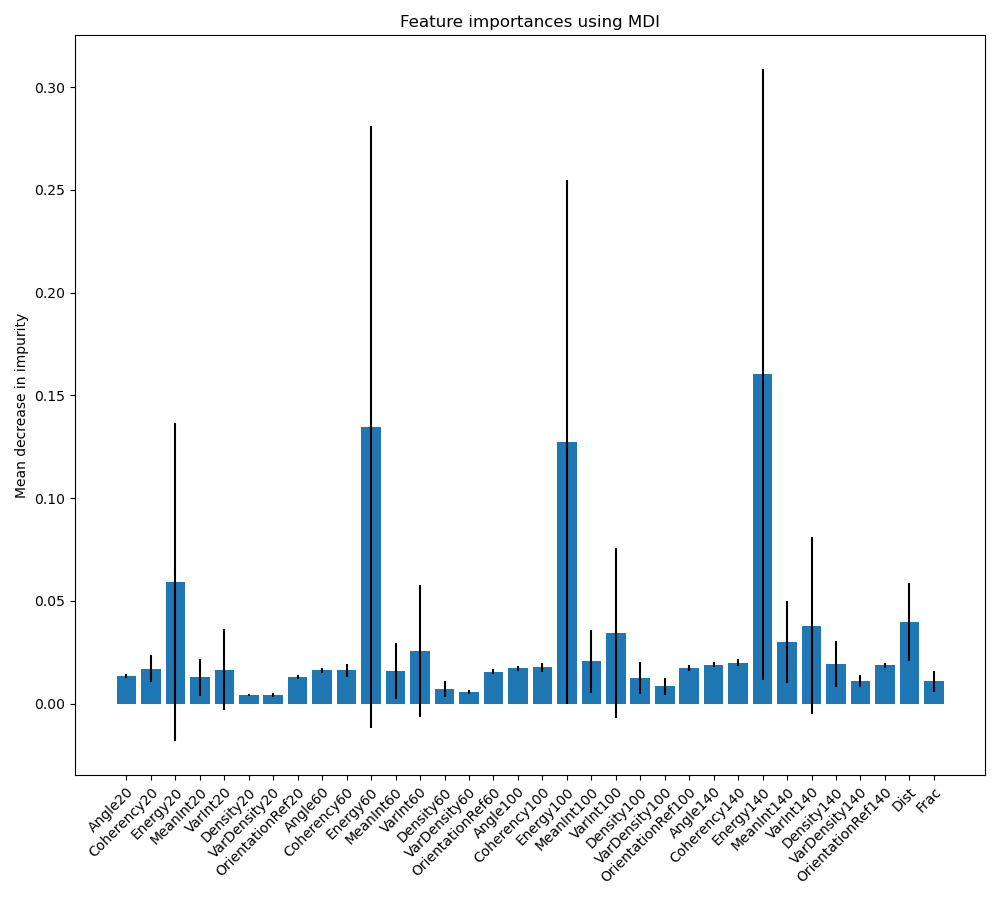 Feature importances using MDI
Mean decrease in impurity
0.30
0.25
0.20
0.15
0.10
0.05
0.00
Angle20
Coherency20
Energy20
MeanInt20
VarInt20
Density20
VarDensity20
OrientationRef20
Angle60
Coherency60
Energy60
MeanInt60
VarInt60
Density60
VarDensity60
OrientationRef60
Angle100
Coherency100
Energy100
MeanInt100
VarInt100
Density100
VarDensity100
OrientationRef100
Angle140
Coherency140
Energy140
MeanInt140
VarInt140
Density140
VarDensity140
OrientationRef140
Dist
Frac